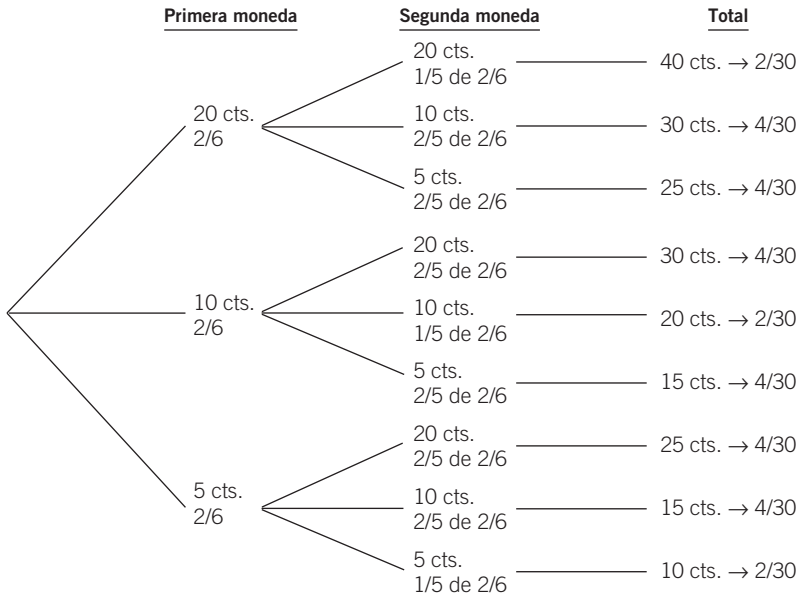 Primera moneda Segunda moneda Total
20 cts.
2/6
20 cts.
1/5 de 2/6
40 cts. → 2/30
10 cts.
2/5 de 2/6
30 cts. → 4/30
5 cts.
2/5 de 2/6
25 cts. → 4/30
10 cts.
2/6
20 cts.
2/5 de 2/6
30 cts. → 4/30
10 cts.
1/5 de 2/6
20 cts. → 2/30
5 cts.
2/5 de 2/6
15 cts. → 4/30
5 cts.
2/6
20 cts.
2/5 de 2/6
25 cts. → 4/30
10 cts.
2/5 de 2/6
15 cts. → 4/30
5 cts.
1/5 de 2/6
10 cts. → 2/30